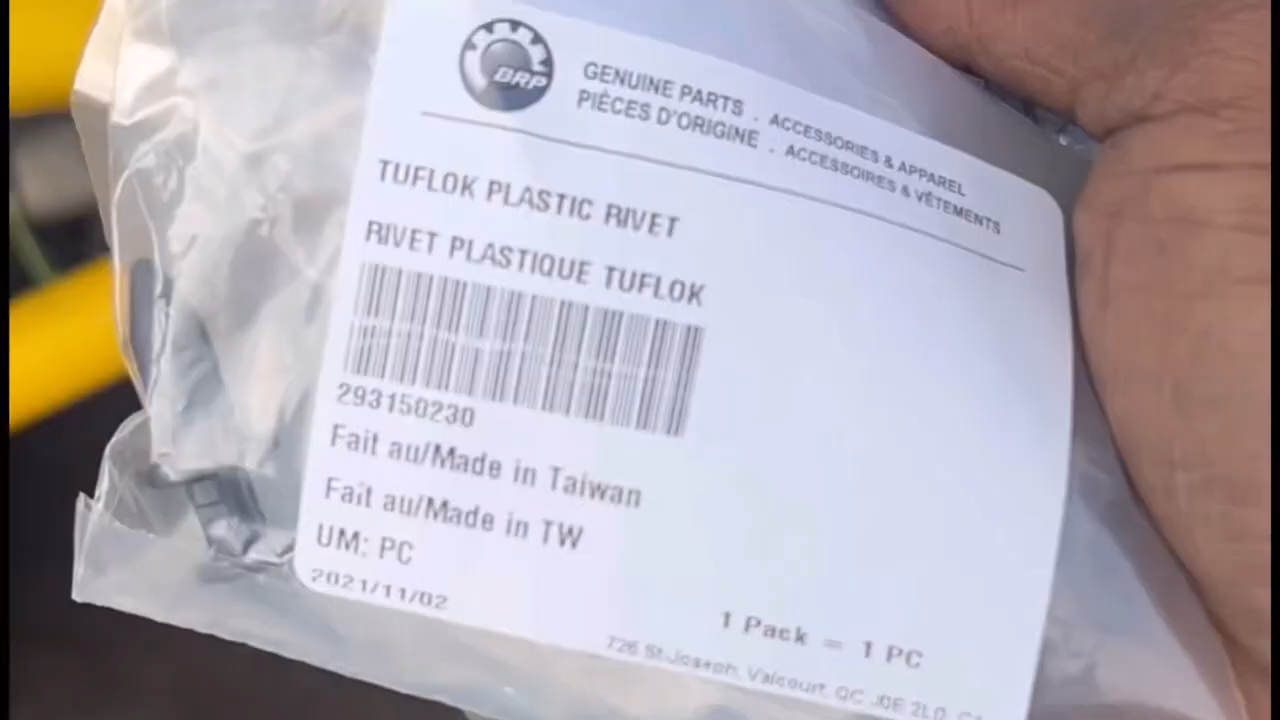 BRP
GENUINE PARTS . ACCESSORIES & APPAREL
PIÈCES D'ORIGINE . ACCESSOIRES & VÊTEMENTS
TUFLOK PLASTIC RIVET
RIVET PLASTIQUE TUFLOK
293150230
Fait au/Made in Taiwan
Fait au/Made in TW
UM: PC
2021/11/02
1 Pack = 1 PC
726 St-Joseph, Valcourt, QC J0E 2L0,